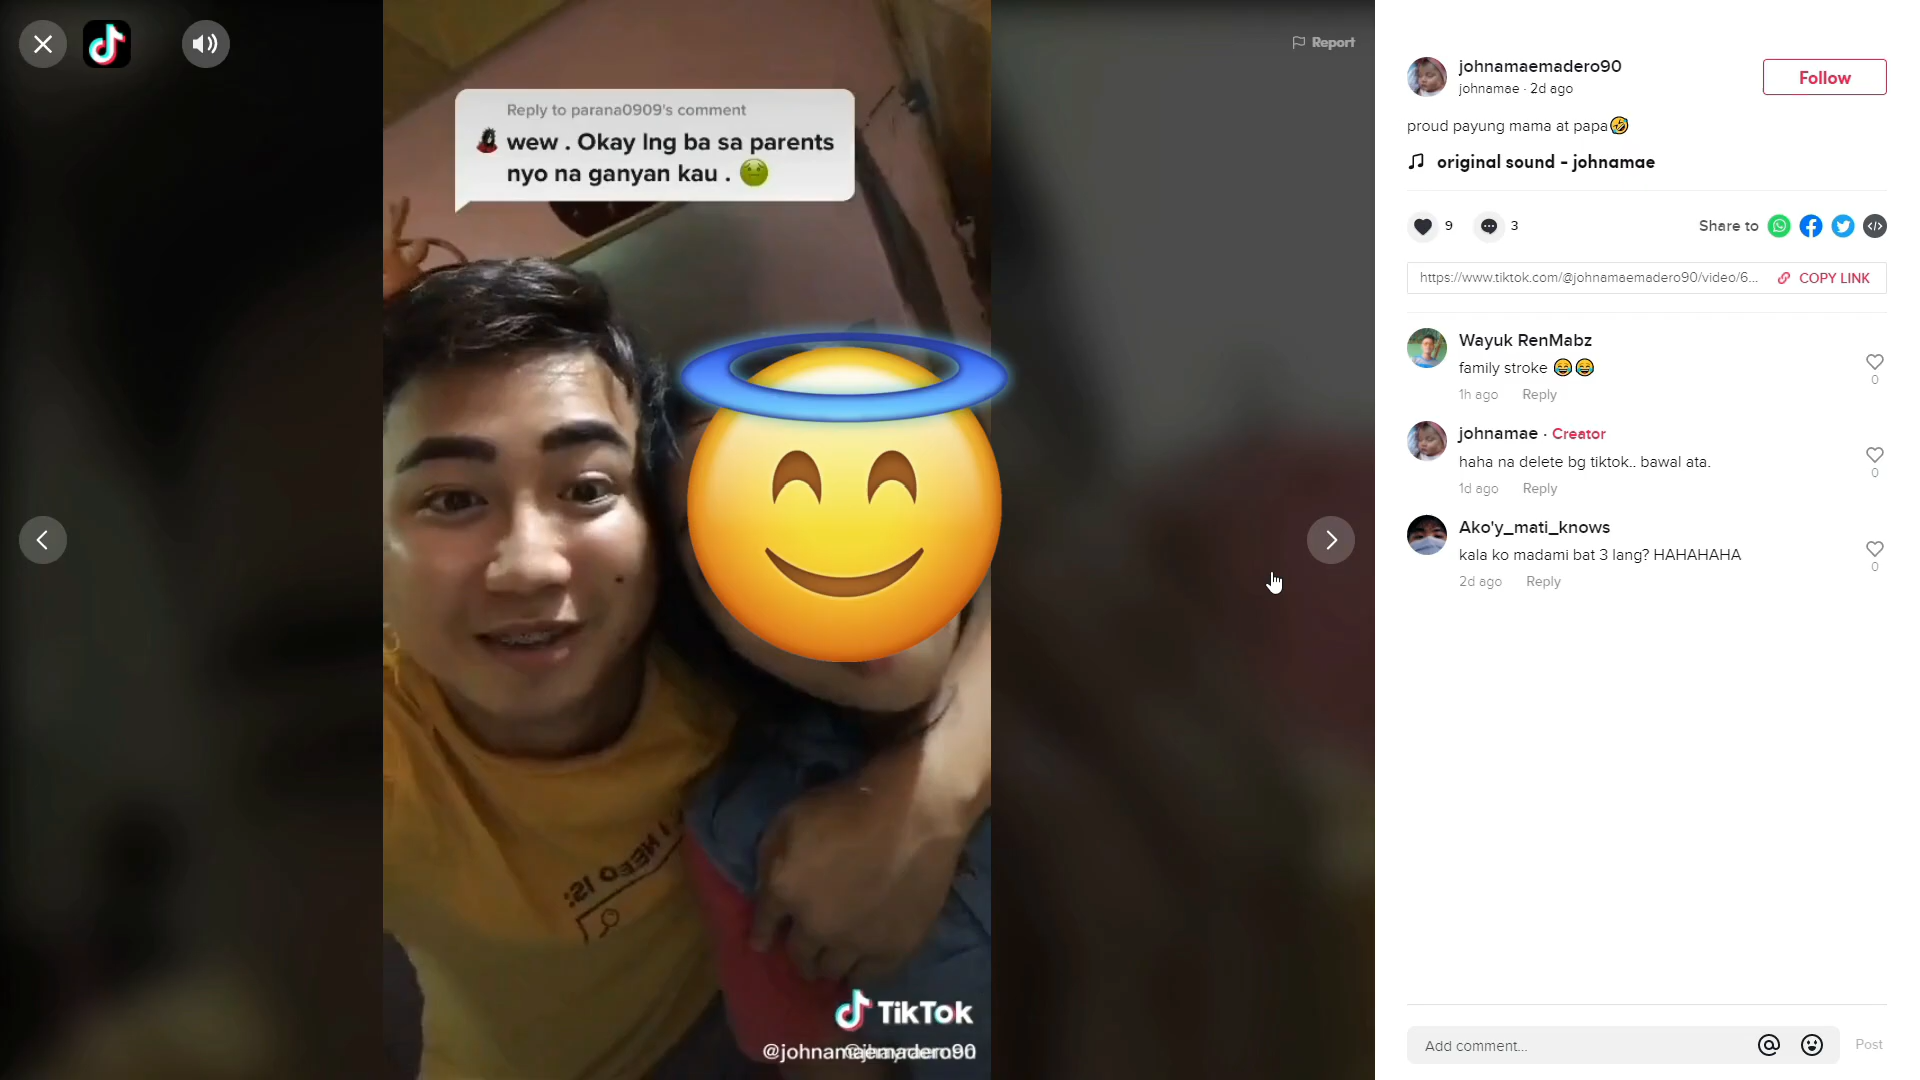 Report
Reply to parana0909's comment
wew . Okay lng ba sa parents
nyo na ganyan kau .
I NEED IS:
TikTok
johnamaemadero90
johnamae · 2d ago
Follow
proud payung mama at papa🤣
original sound - johnamae
9
3
Share to
https://www.tiktok.com/@johnamaemadero90/video/6...
COPY LINK
Wayuk RenMabz
family stroke 😂😂
1h ago Reply
0
johnamae · Creator
haha na delete bg tiktok.. bawal ata.
1d ago Reply
0
Ako'y_mati_knows
kala ko madami bat 3 lang? HAHAHAHA
2d ago Reply
0
Add comment...
Post